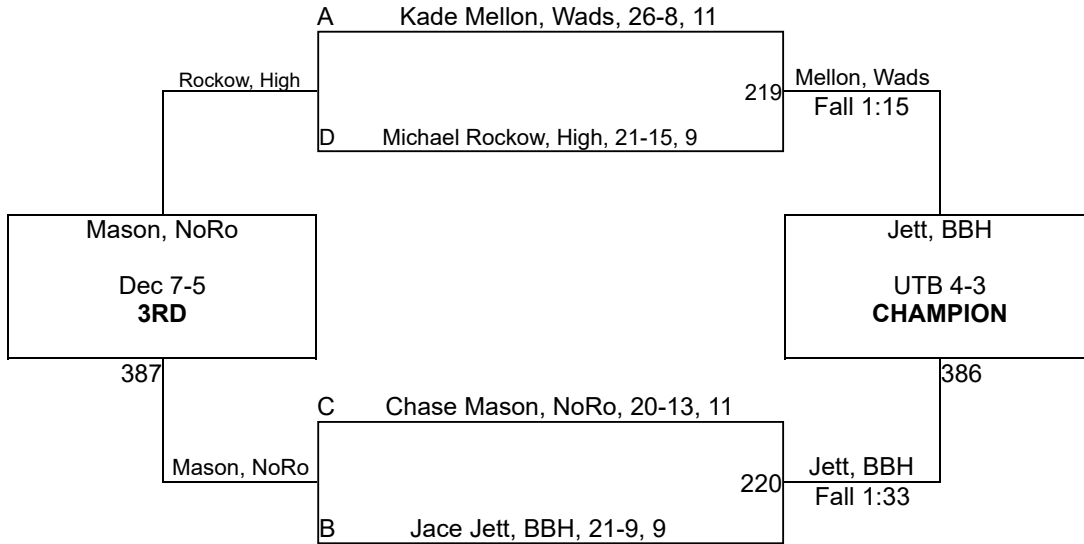 A Kade Mellon, Wads, 26-8, 11
Rockow, High
219
Mellon, Wads
Fall 1:15
D Michael Rockow, High, 21-15, 9
Mason, NoRo
Dec 7-5
3RD
Jett, BBH
UTB 4-3
CHAMPION
387
386
C Chase Mason, NoRo, 20-13, 11
Mason, NoRo
220
Jett, BBH
Fall 1:33
B Jace Jett, BBH, 21-9, 9